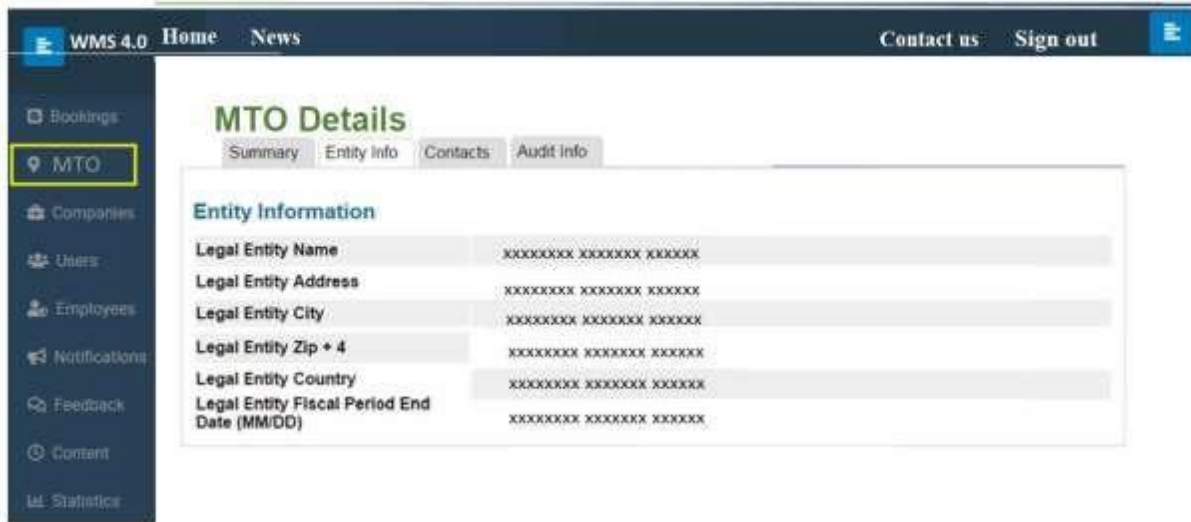 WMS 4.0 Home News Contact us Sign out
Bookings
MTO
Companies
Users
Employees
Notifications
Feedback
Content
Statistics
MTO Details
Summary Entity Info Contacts Audit Info
Entity Information
Legal Entity Name xxxxxxxx xxxxxxx xxxxxx
Legal Entity Address xxxxxxxx xxxxxxx xxxxxx
Legal Entity City xxxxxxxx xxxxxxx xxxxxx
Legal Entity Zip + 4 xxxxxxxx xxxxxxx xxxxxx
Legal Entity Country xxxxxxxx xxxxxxx xxxxxx
Legal Entity Fiscal Period End
Date (MM/DD) xxxxxxxx xxxxxxx xxxxxx